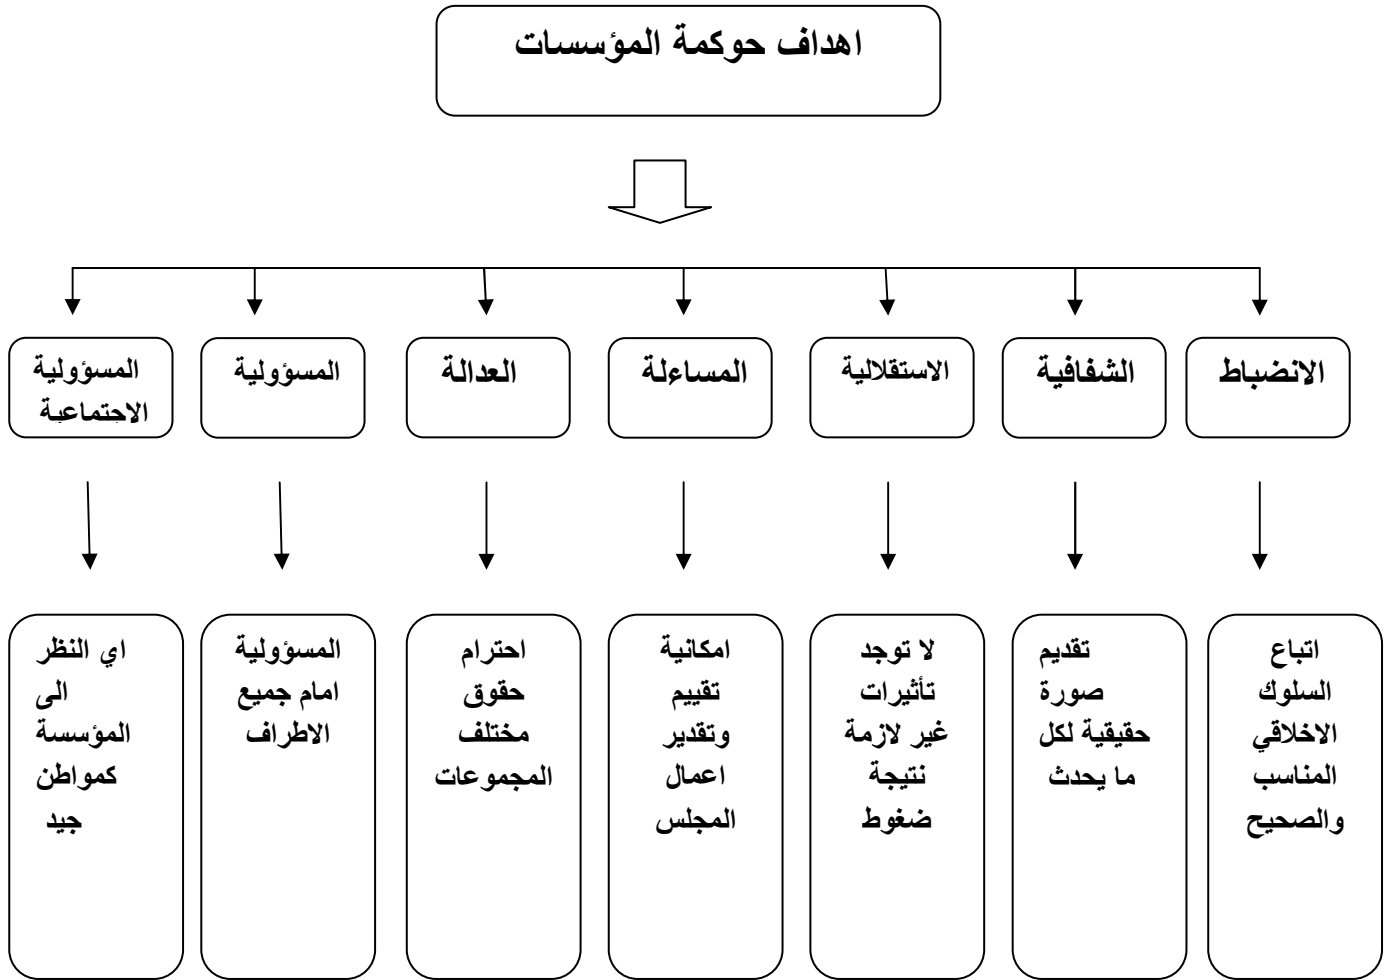 اهداف حوكمة المؤسسات
الانضباط
الشفافية
الاستقلالية
المساءلة
العدالة
المسؤولية
المسؤولية
الاجتماعية
اتباع
السلوك
الاخلاقي
المناسب
والصحيح
تقديم
صورة
حقيقية لكل
ما يحدث
لا توجد
تأثيرات
غير لازمة
نتيجة
ضغوط
امكانية
تقييم
وتقدير
اعمال
المجلس
احترام
حقوق
مختلف
المجموعات
المسؤولية
امام جميع
الاطراف
اي النظر
الى
المؤسسة
كمواطن
جيد